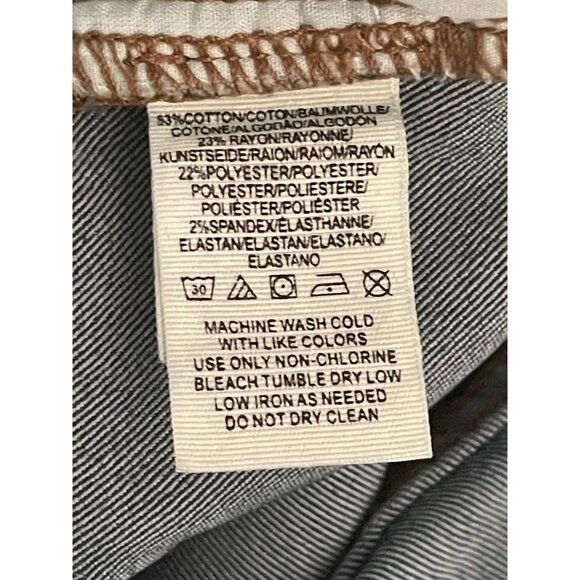 53%COTTON/COTON/BAUMWOLLE/
COTONE/ALGODÃO/ALGODON
23% RAYON/RAYONNE/
KUNSTSEIDE/RAION/RAIOM/RAYÓN
22%POLYESTER/POLYESTER/
POLYESTER/POLIESTERE/
POLIÉSTER/POLIÉSTER
2%SPANDEX/ÉLASTHANNE/
ELASTAN/ELASTAN/ELASTANO/
ELASTANO
30
MACHINE WASH COLD
WITH LIKE COLORS
USE ONLY NON-CHLORINE
BLEACH TUMBLE DRY LOW
LOW IRON AS NEEDED
DO NOT DRY CLEAN